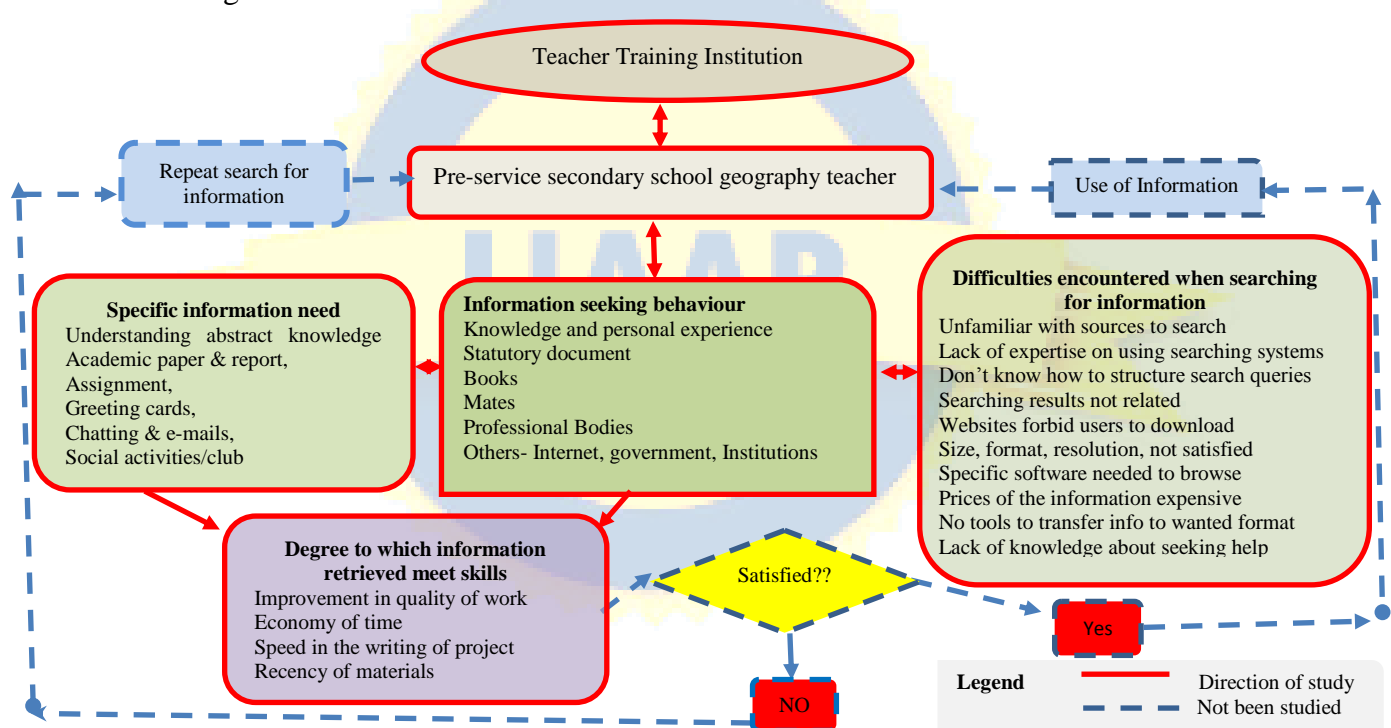 Teacher Training Institution
Repeat search for
information
Pre-service secondary school geography teacher
Use of Information
Specific information need
Understanding abstract knowledge
Academic paper & report,
Assignment,
Greeting cards,
Chatting & e-mails,
Social activities/club
Information seeking behaviour
Knowledge and personal experience
Statutory document
Books
Mates
Professional Bodies
Others- Internet, government, Institutions
Difficulties encountered when searching
for information
Unfamiliar with sources to search
Lack of expertise on using searching systems
Don't know how to structure search queries
Searching results not related
Websites forbid users to download
Size, format, resolution, not satisfied
Specific software needed to browse
Prices of the information expensive
No tools to transfer info to wanted format
Lack of knowledge about seeking help
Degree to which information
retrieved meet skills
Improvement in quality of work
Economy of time
Speed in the writing of project
Recency of materials
Satisfied??
Yes
NO
Legend
Direction of study
Not been studied